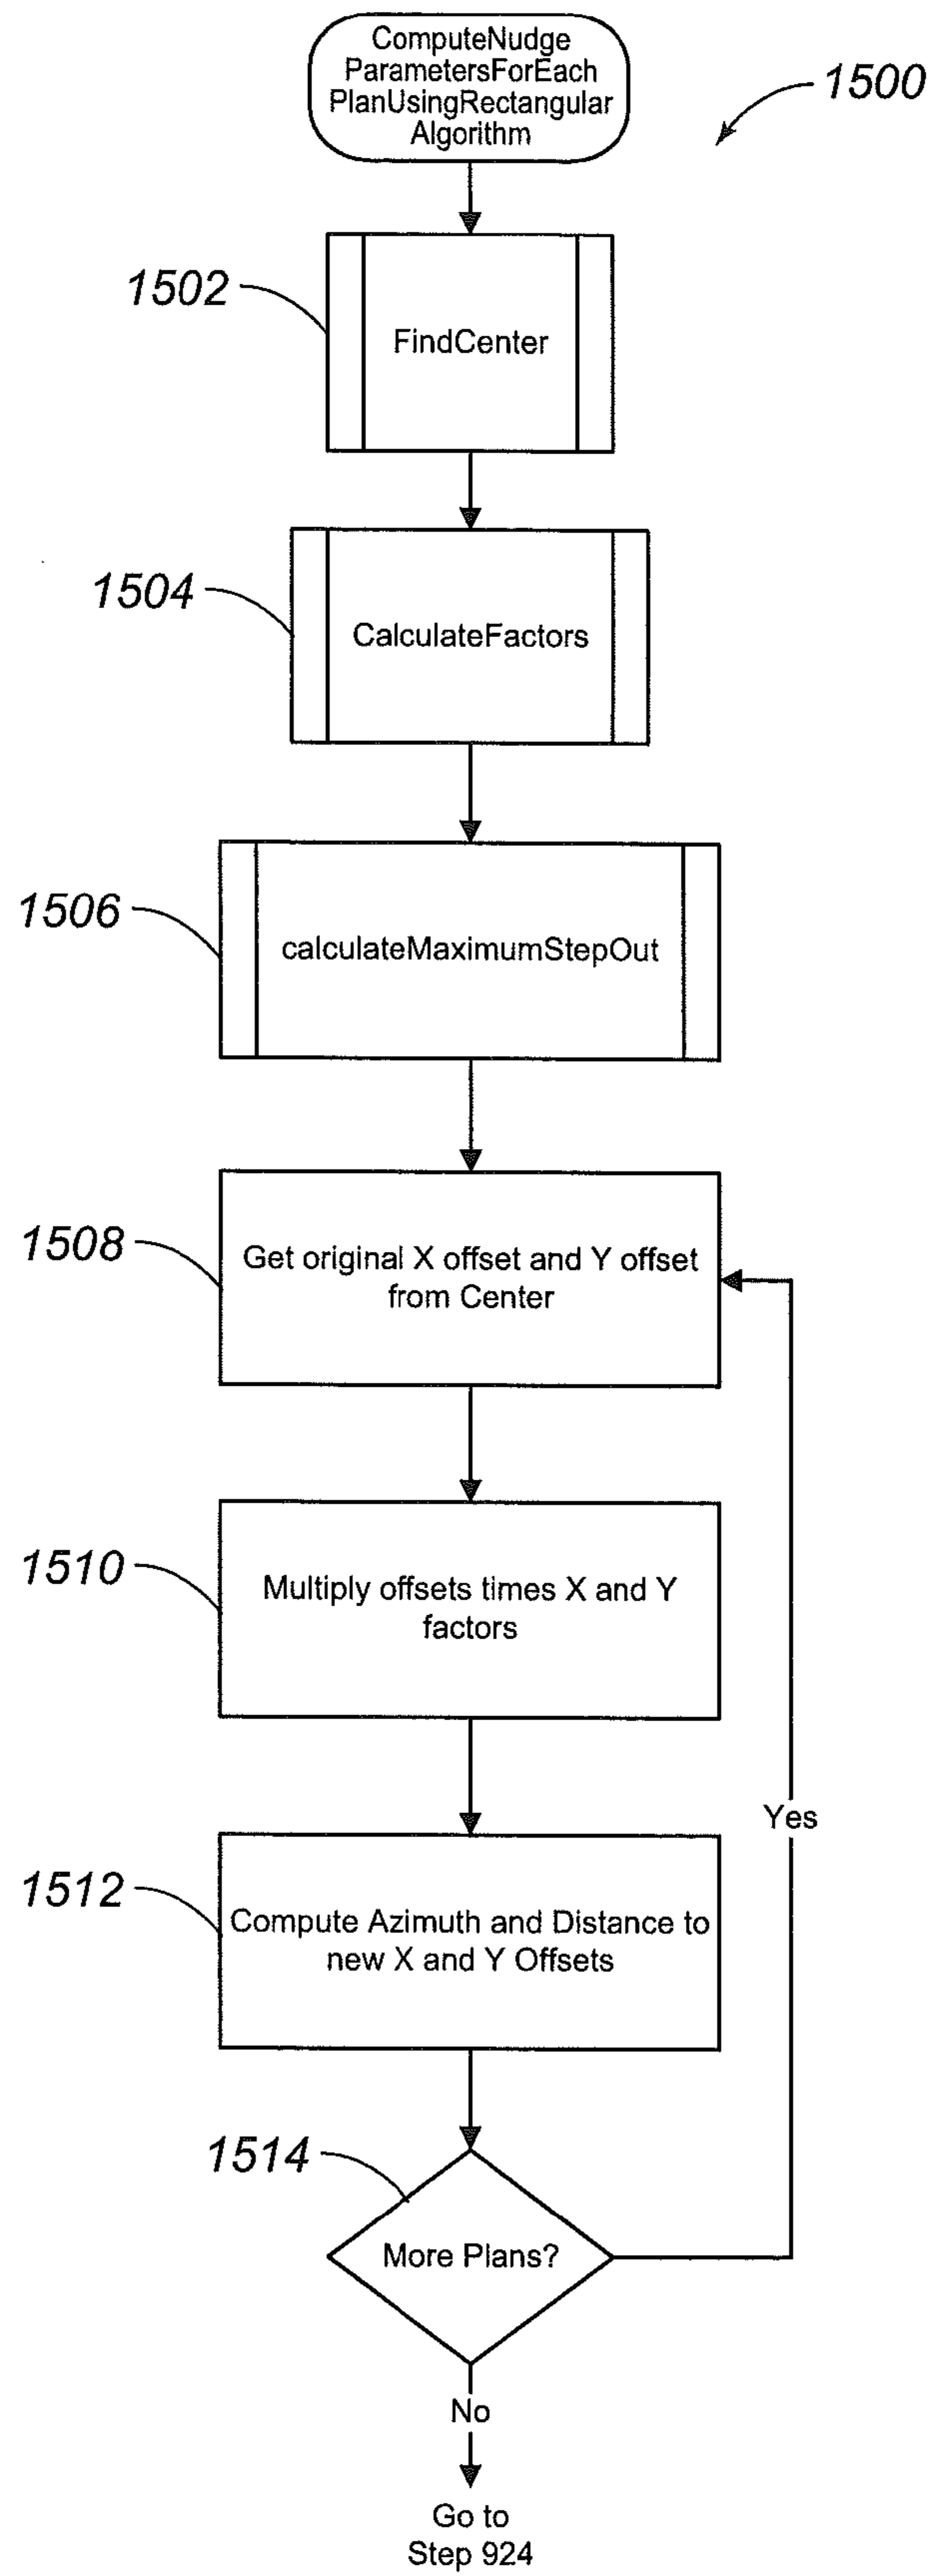 ComputeNudge
ParametersForEach
PlanUsingRectangular
Algorithm
1500
1502
FindCenter
1504
CalculateFactors
1506
calculateMaximumStepOut
1508
Get original X offset and Y offset
from Center
1510
Multiply offsets times X and Y
factors
Yes
1512
Compute Azimuth and Distance to
new X and Y Offsets
1514
More Plans?
No
Go to
Step 924